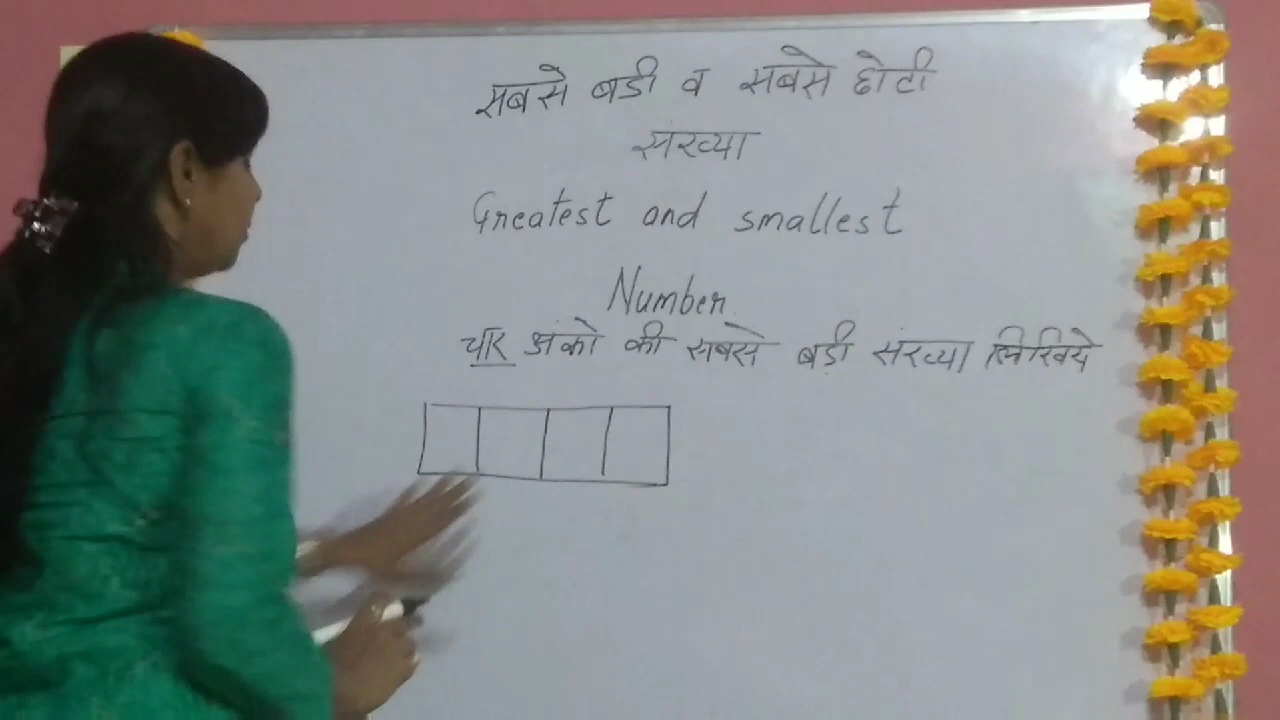 सबसे बडी व सबसे छोटी
संख्या
Greatest and smallest
Number
चार अंको की सबसे बड़ी संख्या लिखिये